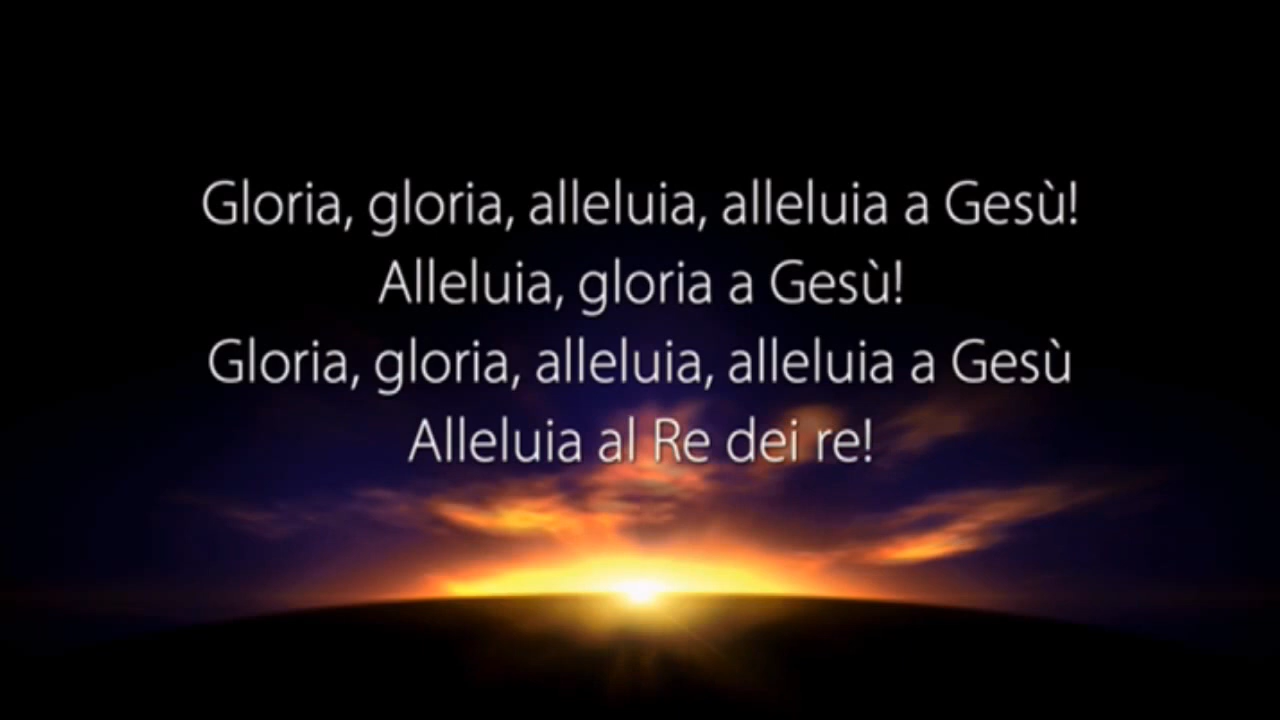 Gloria, gloria, alleluia, alleluia a Gesù!
Alleluia, gloria a Gesù!
Gloria, gloria, alleluia, alleluia a Gesù
Alleluia al Re dei re!